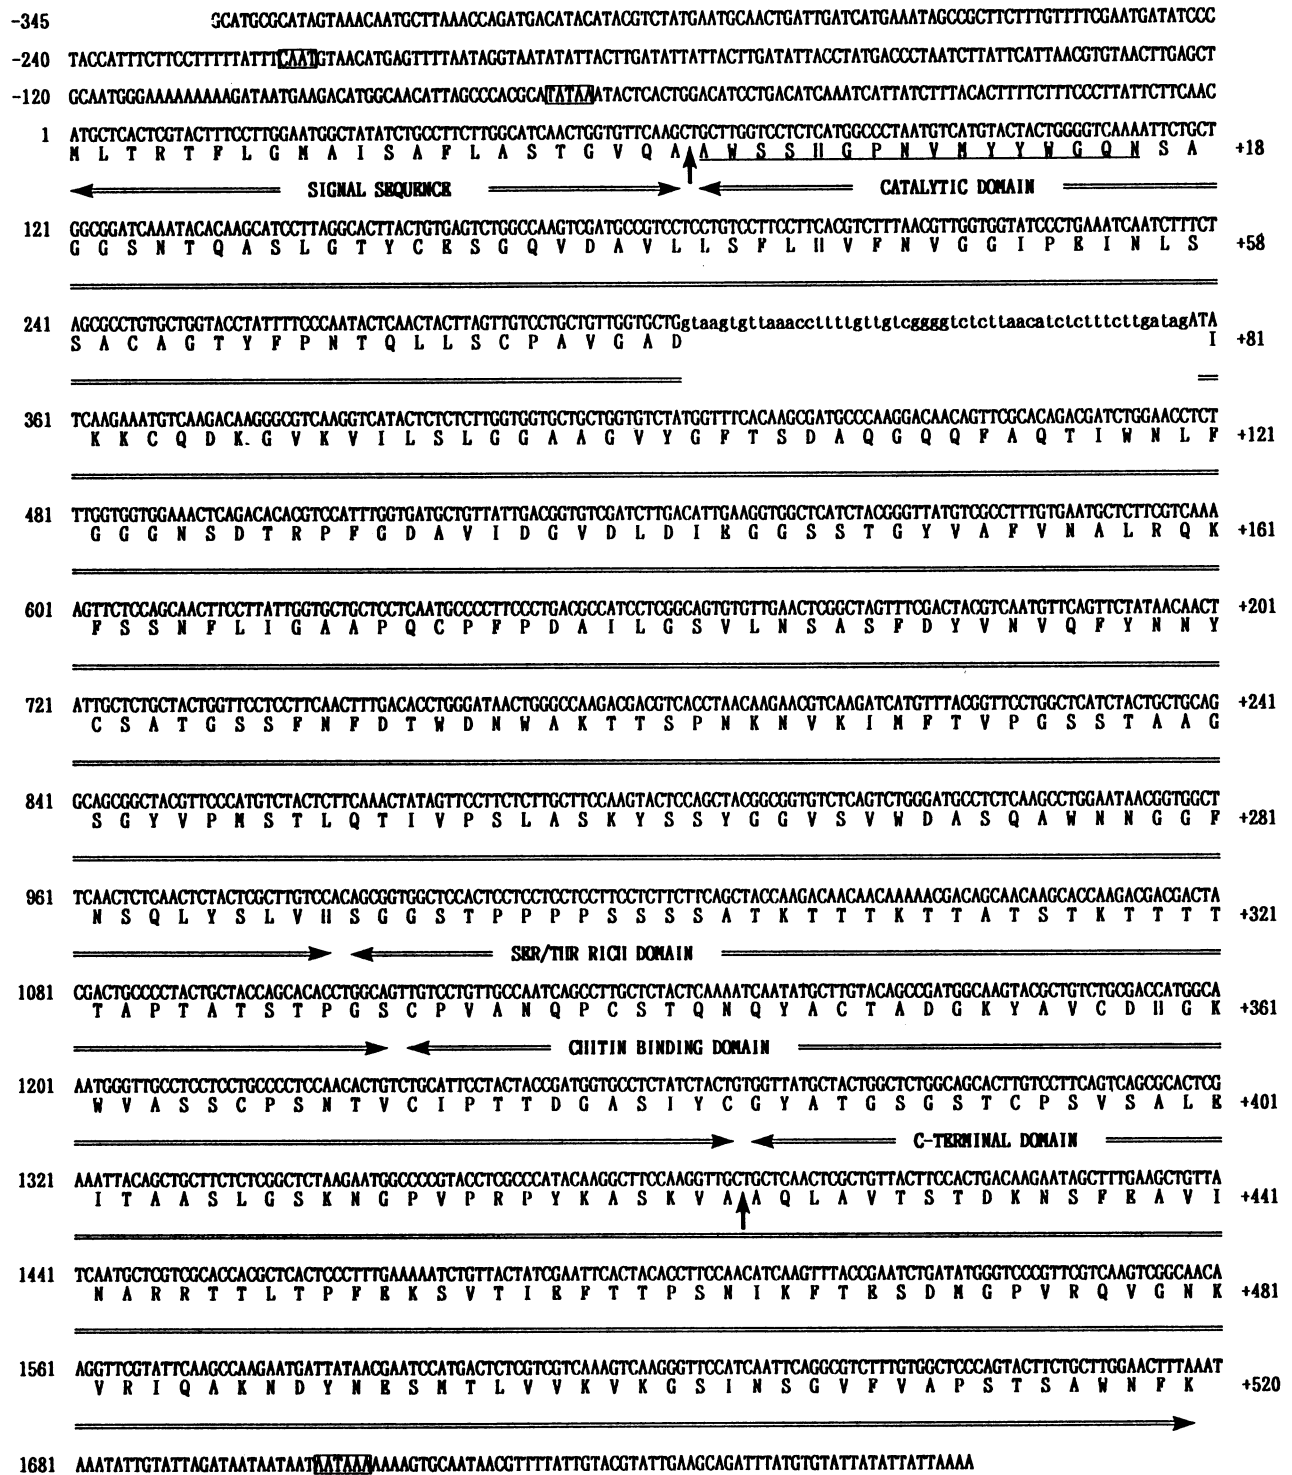 -345 GCATGCGCATAGTAAACAATGCTTAAACCAGATGACATACATACGTCTATGAATGCAACTGATTGATCATGAAATAGCCGCTTCTTTGTTTTCGAATGATATCCC
-240 TACCATTTCTTCCTTTTTATTTCAATGTAACATGAGTTTTAATAGGTAATATATTACTTGATATTATTACTTGATATTACCTATGACCCTAATCTTATTCATTAACGTGTAACTTGAGCT
-120 GCAATGGGAAAAAAAAAGATAATGAAGACATGGCAACATTAGCCCACGCATATAAATACTCACTGGACATCCTGACATCAAATCATTATCTTTACACTTTTCTTTCCCTTATTCTTCAAC
1 ATGCTCACTCGTACTTTCCTTGGAATGGCTATATCTGCCTTCTTGGCATCAACTGGTGTTCAAGCTGCTTGGTCCTCTCATGGCCCTAATGTCATGTACTACTGGGGTCAAAATTCTGCT
M L T R T F L G M A I S A F L A S T G V Q A A W S S H G P N V M Y Y W G Q N S A +18
SIGNAL SEQUENCE CATALYTIC DOMAIN
121 GGCGGATCAAATACACAAGCATCCTTAGGCACTTACTGTGAGTCTGGCCAAGTCGATGCCGTCCTCCTGTCCTTCCTTCACGTCTTTAACGTTGGTGGTATCCCTGAAATCAATCTTTCT
G G S N T Q A S L G T Y C E S G Q V D A V L L S F L H V F N V G G I P E I N L S +58
241 AGCGCCTGTGCTGGTACCTATTTTCCCAATACTCAACTACTTAGTTGTCCTGCTGTTGGTGCTGgtaagtgttaaaccttttgttgtcggggtctcttaacatctctttcttgatagATA
S A C A G T Y F P N T Q L L S C P A V G A D I +81
361 TCAAGAAATGTCAAGACAAGGGCGTCAAGGTCATACTCTCTCTTGGTGGTGCTGCTGGTGTCTATGGTTTCACAAGCGATGCCCAAGGACAACAGTTCGCACAGACGATCTGGAACCTCT
K K C Q D K G V K V I L S L G G A A G V Y G F T S D A Q G Q Q F A Q T I W N L F +121
481 TTGGTGGTGGAAACTCAGACACACGTCCATTTGGTGATGCTGTTATTGACGGTGTCGATCTTGACATTGAAGGTGGCTCATCTACGGGTTATGTCGCCTTTGTGAATGCTCTTCGTCAAA
G G G N S D T R P F G D A V I D G V D L D I E G G S S T G Y V A F V N A L R Q K +161
601 AGTTCTCCAGCAACTTCCTTATTGGTGCTGCTCCTCAATGCCCCTTCCCTGACGCCATCCTCGGCAGTGTGTTGAACTCGGCTAGTTTCGACTACGTCAATGTTCAGTTCTATAACAACT
F S S N F L I G A A P Q C P F P D A I L G S V L N S A S F D Y V N V Q F Y N N Y +201
721 ATTGCTCTGCTACTGGTTCCTCCTTCAACTTTGACACCTGGGATAACTGGGCCAAGACGACGTCACCTAACAAGAACGTCAAGATCATGTTTACGGTTCCTGGCTCATCTACTGCTGCAG
C S A T G S S F N F D T W D N W A K T T S P N K N V K I M F T V P G S S T A A G +241
841 GCAGCGGCTACGTTCCCATGTCTACTCTTCAAACTATAGTTCCTTCTCTTGCTTCCAAGTACTCCAGCTACGGCGGTGTCTCAGTCTGGGATGCCTCTCAAGCCTGGAATAACGGTGGCT
S G Y V P M S T L Q T I V P S L A S K Y S S Y G G V S V W D A S Q A W N N G G F +281
961 TCAACTCTCAACTCTACTCGCTTGTCCACAGCGGTGGCTCCACTCCTCCTCCTCCTTCCTCTTCTTCAGCTACCAAGACAACAACAAAAACGACAGCAACAAGCACCAAGACGACGACTA
N S Q L Y S L V H S G G S T P P P P S S S S A T K T T T K T T A T S T K T T T T +321
SER/THR RICH DOMAIN
1081 CGACTGCCCCTACTGCTACCAGCACACCTGGCAGTTGTCCTGTTGCCAATCAGCCTTGCTCTACTCAAAATCAATATGCTTGTACAGCCGATGGCAAGTACGCTGTCTGCGACCATGGCA
T A P T A T S T P G S C P V A N Q P C S T Q N Q Y A C T A D G K Y A V C D H G K +361
CHITIN BINDING DOMAIN
1201 AATGGGTTGCCTCCTCCTGCCCCTCCAACACTGTCTGCATTCCTACTACCGATGGTGCCTCTATCTACTGTGGTTATGCTACTGGCTCTGGCAGCACTTGTCCTTCAGTCAGCGCACTCG
W V A S S C P S N T V C I P T T D G A S I Y C G Y A T G S G S T C P S V S A L E +401
C-TERMINAL DOMAIN
1321 AAATTACAGCTGCTTCTCTCGGCTCTAAGAATGGCCCCGTACCTCGCCCATACAAGGCTTCCAAGGTTGCTGCTCAACTCGCTGTTACTTCCACTGACAAGAATAGCTTTGAAGCTGTTA
I T A A S L G S K N G P V P R P Y K A S K V A A Q L A V T S T D K N S F E A V I +441
1441 TCAATGCTCGTCGCACCACGCTCACTCCCTTTGAAAAATCTGTTACTATCGAATTCACTACACCTTCCAACATCAAGTTTACCGAATCTGATATGGGTCCCGTTCGTCAAGTCGGCAACA
N A R R T T L T P F E K S V T I E F T T P S N I K F T E S D M G P V R Q V G N K +481
1561 AGGTTCGTATTCAAGCCAAGAATGATTATAACGAATCCATGACTCTCGTCGTCAAAGTCAAGGGTTCCATCAATTCAGGCGTCTTTGTGGCTCCCAGTACTTCTGCTTGGAACTTTAAAT
V R I Q A K N D Y N E S M T L V V K V K G S I N S G V F V A P S T S A W N F K +520
1681 AAATATTGTATTAGATAATAATAATAATAAAAAAAGTGCAATAACGTTTTATTGTACGTATTGAAGCAGATTTATGTGTATTATATTATTAAAA